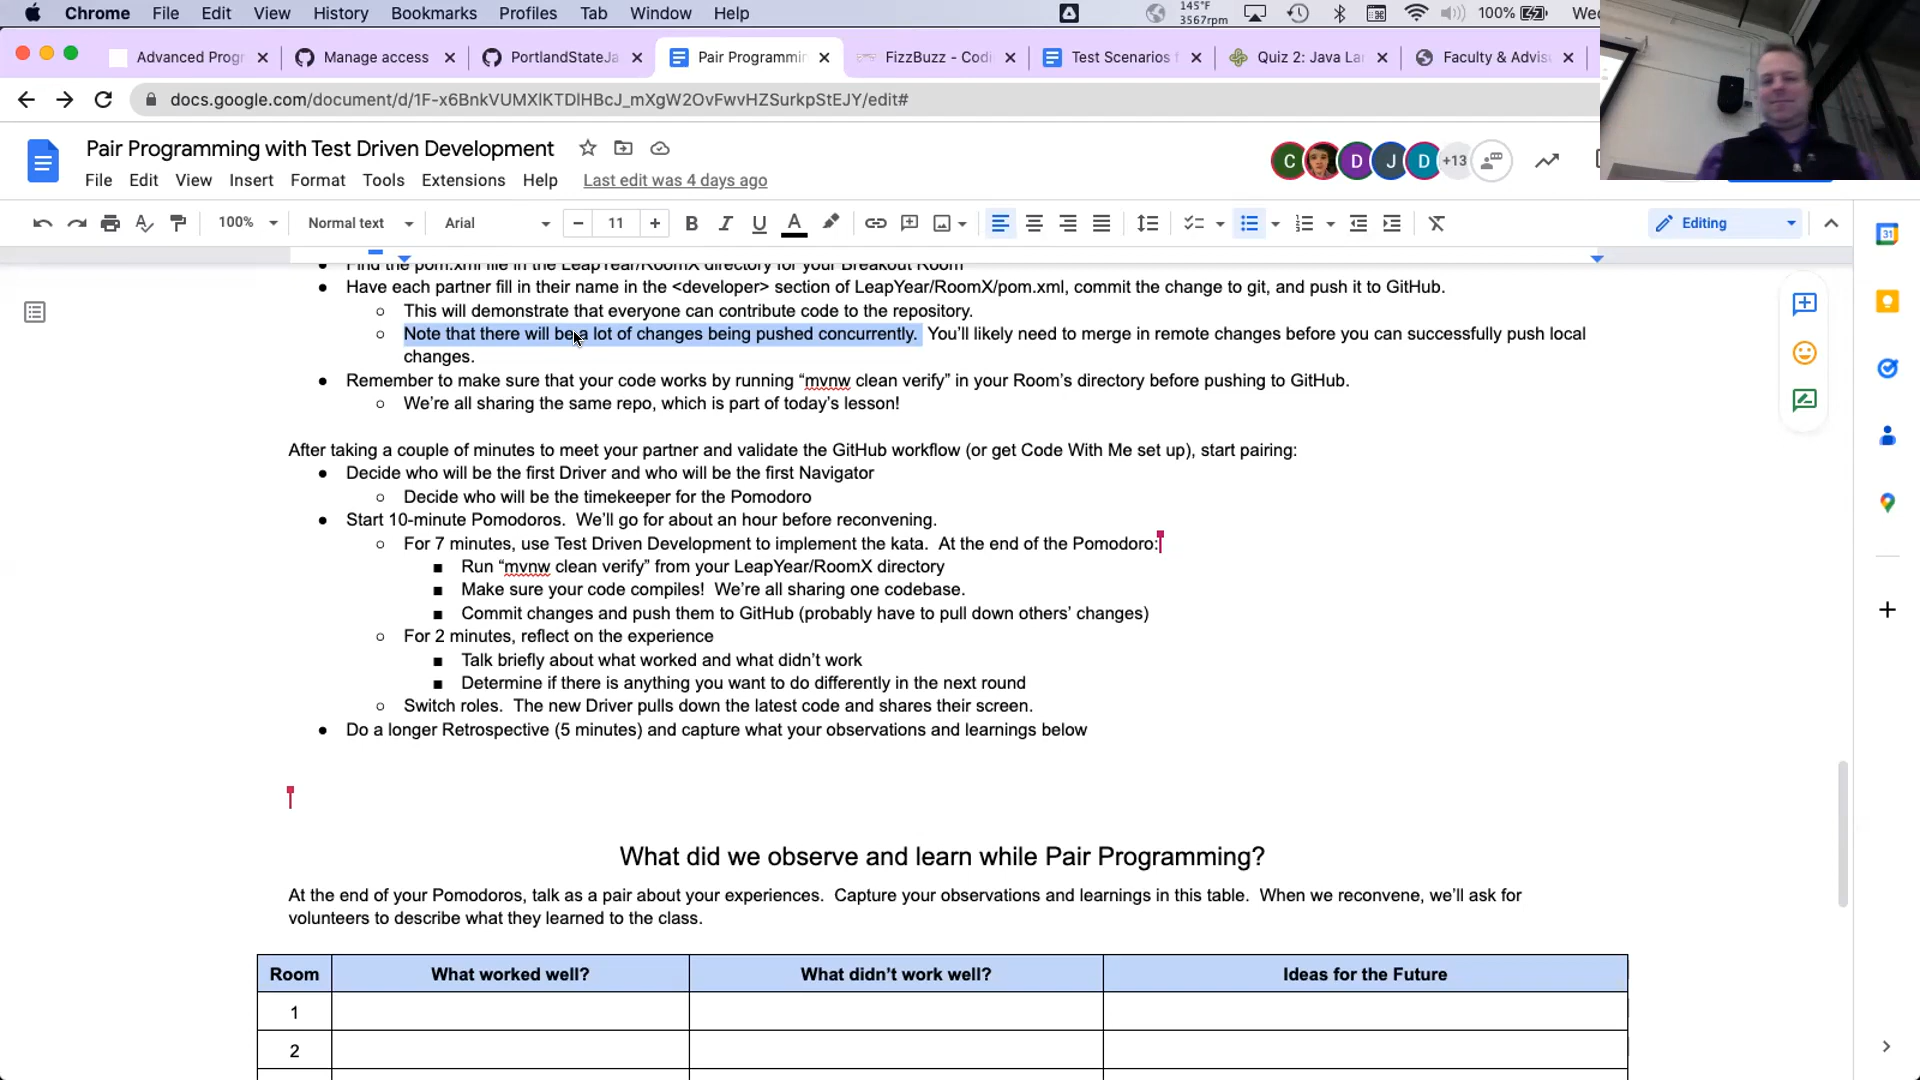 Chrome File Edit View History Bookmarks Profiles Tab Window Help 145°F 3567rpm 100% Wed
Advanced Progr Manage access PortlandStateJa Pair Programmin FizzBuzz - Codi Test Scenarios f Quiz 2: Java Lan Faculty & Advis
docs.google.com/document/d/1F-x6BnkVUMXlKTDlHBcJ_mXgW2OvFwvHZSurkpStEJY/edit#
Pair Programming with Test Driven Development
C D J D +13
File Edit View Insert Format Tools Extensions Help Last edit was 4 days ago
100% Normal text Arial 11 B I U A Editing
Find the pom.xml file in the LeapYear/RoomX directory for your Breakout Room
Have each partner fill in their name in the <developer> section of LeapYear/RoomX/pom.xml, commit the change to git, and push it to GitHub.
This will demonstrate that everyone can contribute code to the repository.
Note that there will be a lot of changes being pushed concurrently. You'll likely need to merge in remote changes before you can successfully push local
changes.
Remember to make sure that your code works by running “mvnw clean verify” in your Room's directory before pushing to GitHub.
We're all sharing the same repo, which is part of today's lesson!
After taking a couple of minutes to meet your partner and validate the GitHub workflow (or get Code With Me set up), start pairing:
Decide who will be the first Driver and who will be the first Navigator
Decide who will be the timekeeper for the Pomodoro
Start 10-minute Pomodoros. We'll go for about an hour before reconvening.
For 7 minutes, use Test Driven Development to implement the kata. At the end of the Pomodoro:
Run “mvnw clean verify” from your LeapYear/RoomX directory
Make sure your code compiles! We're all sharing one codebase.
Commit changes and push them to GitHub (probably have to pull down others' changes)
For 2 minutes, reflect on the experience
Talk briefly about what worked and what didn't work
Determine if there is anything you want to do differently in the next round
Switch roles. The new Driver pulls down the latest code and shares their screen.
Do a longer Retrospective (5 minutes) and capture what your observations and learnings below
What did we observe and learn while Pair Programming?
At the end of your Pomodoros, talk as a pair about your experiences. Capture your observations and learnings in this table. When we reconvene, we'll ask for
volunteers to describe what they learned to the class.
Room What worked well? What didn't work well? Ideas for the Future
1
2